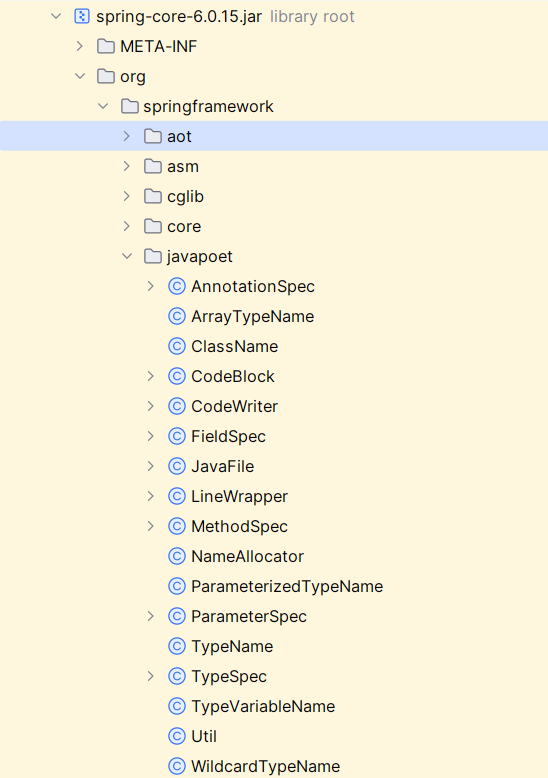 spring-core-6.0.15.jar library root
META-INF
org
springframework
aot
asm
cglib
core
javapoet
C AnnotationSpec
C ArrayTypeName
C ClassName
C CodeBlock
C CodeWriter
C FieldSpec
C JavaFile
C LineWrapper
C MethodSpec
C NameAllocator
C ParameterizedTypeName
C ParameterSpec
C TypeName
C TypeSpec
C TypeVariableName
C Util
C WildcardTypeName